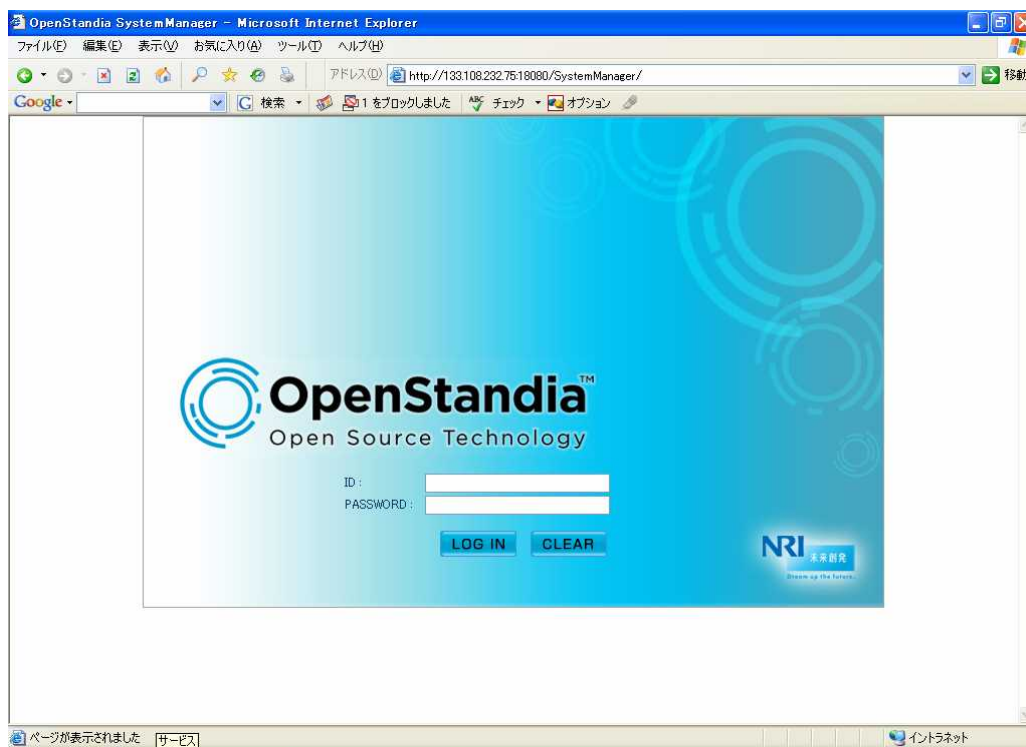 OpenStandia SystemManager - Microsoft Internet Explorer
ファイル(F) 編集(E) 表示(V) お気に入り(A) ツール(T) ヘルプ(H)
アドレス(D) http://133.108.232.75:18080/SystemManager/ 移動
Google 検索 1 をブロックしました ABC チェック オプション
OpenStandia™
Open Source Technology
ID :
PASSWORD :
LOG IN CLEAR
NRI 未来創発
Dream up the future.
ページが表示されました サービス イントラネット